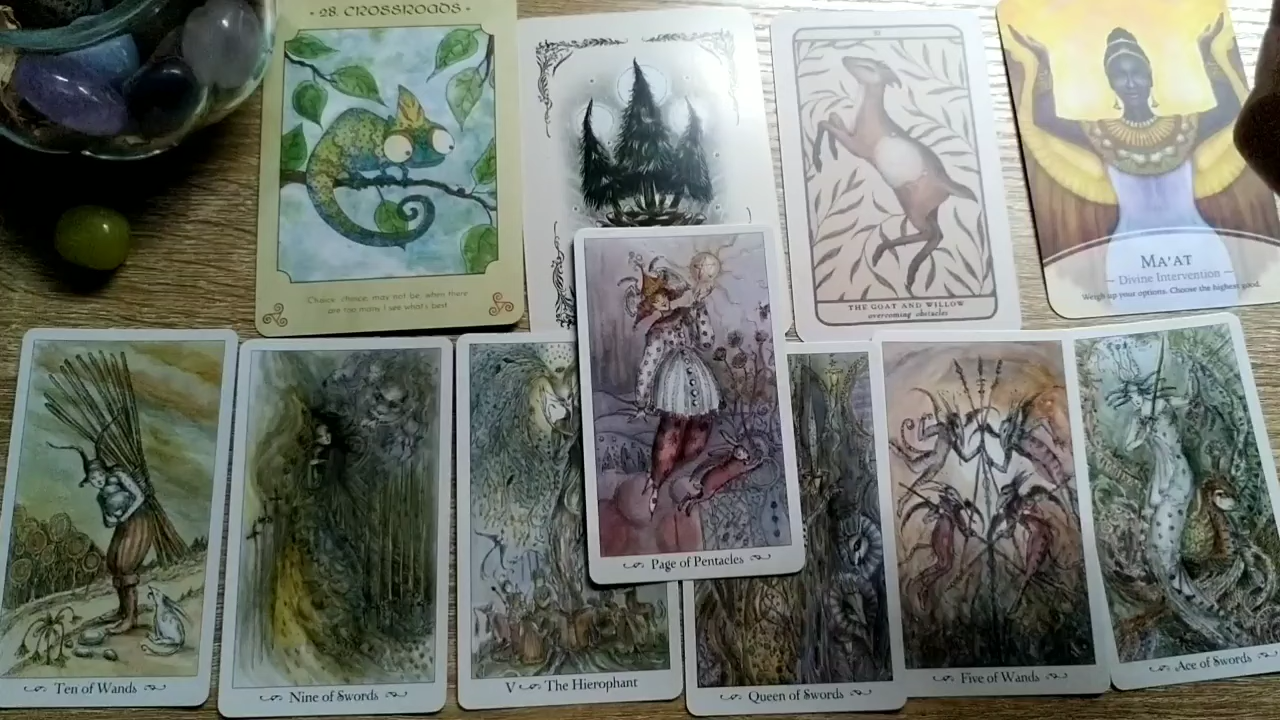 • 28. CROSSROADS •
Choice, choice, may not be, when there
are too many I see what's best.
THE GOAT AND WILLOW
overcoming obstacles
MA'AT
— Divine Intervention —
Weigh up your options. Choose the highest good.
Page of Pentacles
Ten of Wands
Nine of Swords
V The Hierophant
Queen of Swords
Five of Wands
Ace of Swords